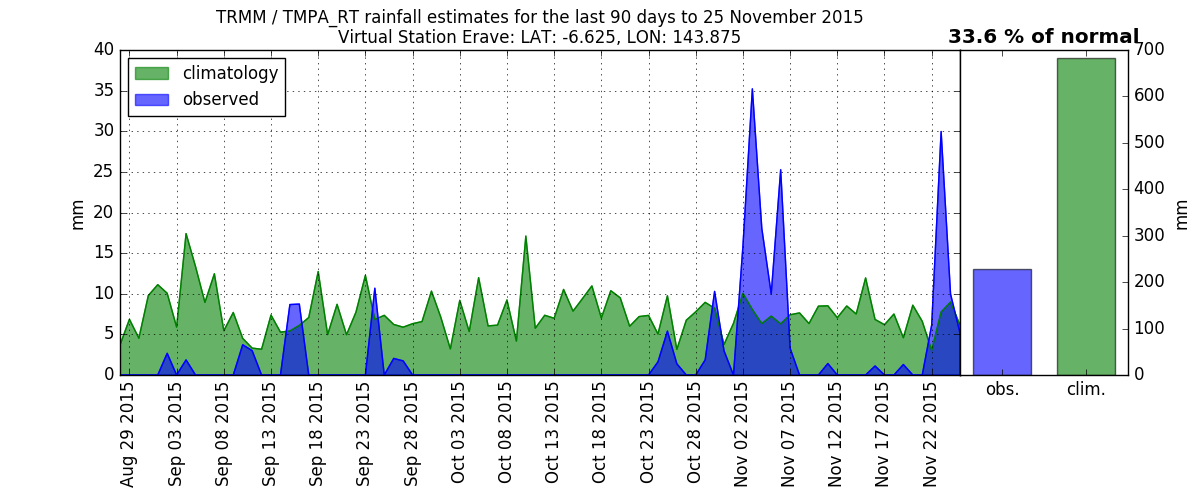 TRMM / TMPA_RT rainfall estimates for the last 90 days to 25 November 2015
Virtual Station Erave: LAT: -6.625, LON: 143.875
33.6 % of normal
climatology
observed
40
35
30
25
20
15
10
5
0
mm
Aug 29 2015
Sep 03 2015
Sep 08 2015
Sep 13 2015
Sep 18 2015
Sep 23 2015
Sep 28 2015
Oct 03 2015
Oct 08 2015
Oct 13 2015
Oct 18 2015
Oct 23 2015
Oct 28 2015
Nov 02 2015
Nov 07 2015
Nov 12 2015
Nov 17 2015
Nov 22 2015
700
600
500
400
300
200
100
0
mm
obs.
clim.